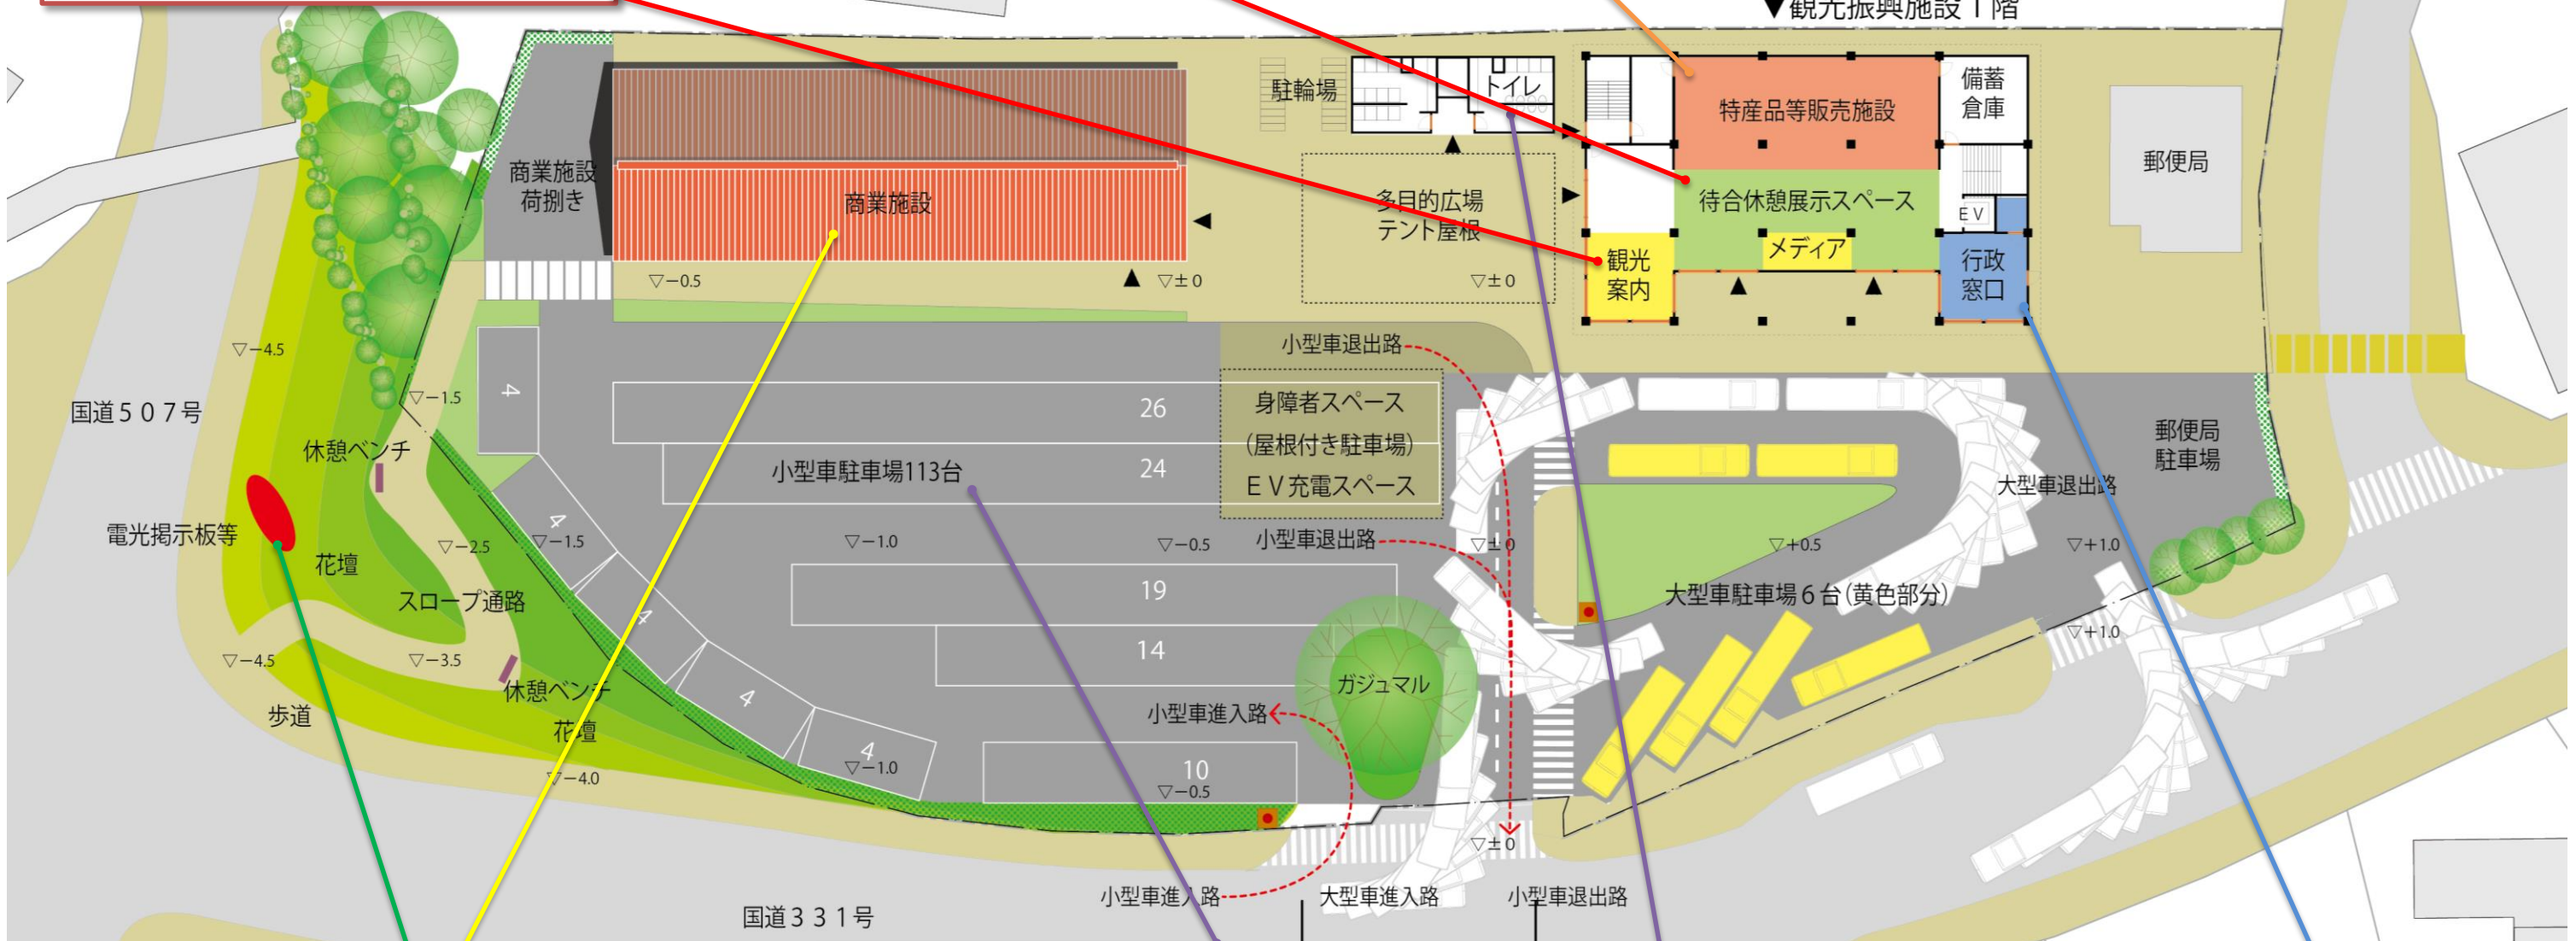 ▼観光振興施設1階
駐輪場
トイレ
特産品等販売施設
備蓄
倉庫
郵便局
商業施設
荷捌き
商業施設
多目的広場
テント屋根
待合休憩展示スペース
EV
メディア
観光
案内
行政
窓口
▽−0.5
▽±0
▽±0
▽−4.5
小型車退出路
国道507号
▽−1.5
4
26
身障者スペース
(屋根付き駐車場)
EV充電スペース
24
小型車駐車場113台
休憩ベンチ
郵便局
駐車場
大型車退出路
電光掲示板等
花壇
▽−2.5
4
▽−1.5
▽−1.0
▽−0.5
小型車退出路
▽±0
▽+0.5
▽+1.0
スロープ通路
4
19
大型車駐車場6台(黄色部分)
▽+1.0
▽−4.5
▽−3.5
14
ガジュマル
休憩ベンチ
4
歩道
花壇
小型車進入路
▽−4.0
4
▽−1.0
10
▽−0.5
▽±0
小型車進入路
大型車進入路
小型車退出路
国道331号